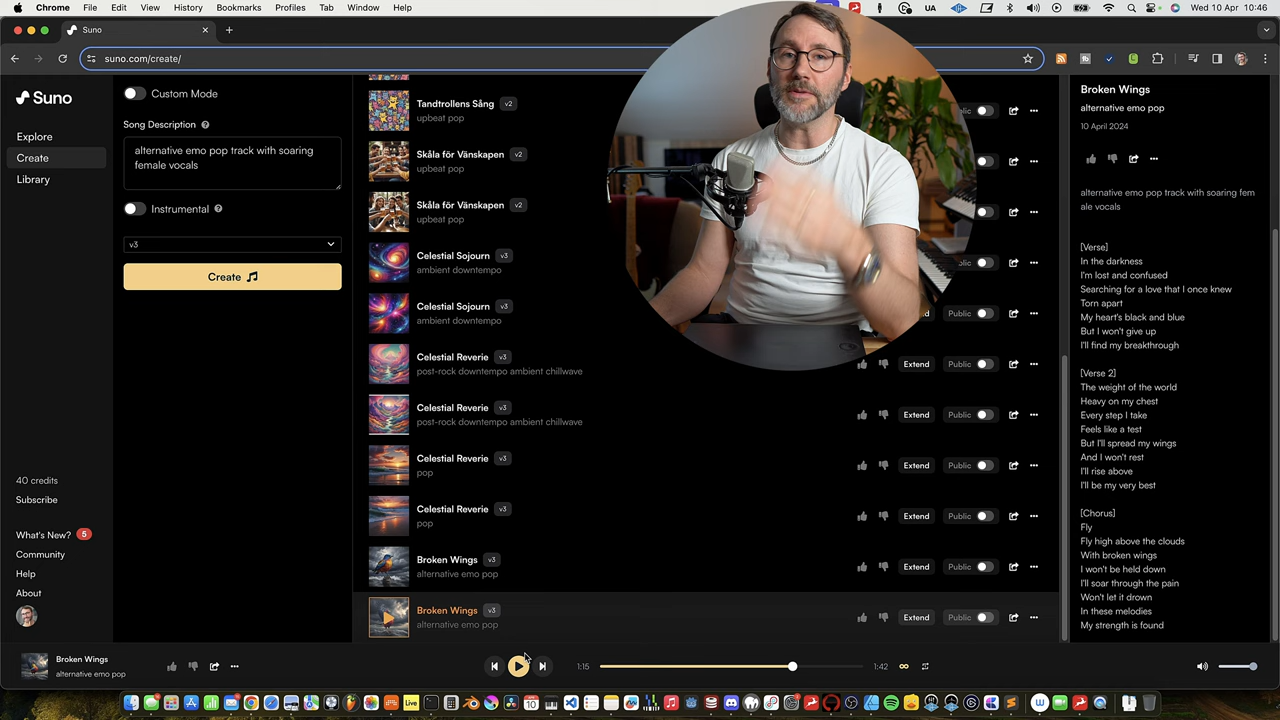 Chrome File Edit View History Bookmarks Profiles Tab Window Help
UA Wed 10 Apr 10:46
Suno
suno.com/create/
Suno
Explore
Create
Library
40 credits
Subscribe
What's New? 5
Community
Help
About
Custom Mode
Song Description
alternative emo pop track with soaring
female vocals
Instrumental
v3
Create
Tandtrollens Sång v2
upbeat pop
Skåla för Vänskapen v2
upbeat pop
Skåla för Vänskapen v2
upbeat pop
Celestial Sojourn v3
ambient downtempo
Celestial Sojourn v3
ambient downtempo
Public
Celestial Reverie v3
post-rock downtempo ambient chillwave
Extend Public
Celestial Reverie v3
post-rock downtempo ambient chillwave
Extend Public
Celestial Reverie v3
pop
Extend Public
Celestial Reverie v3
pop
Extend Public
Broken Wings v3
alternative emo pop
Extend Public
Broken Wings v3
alternative emo pop
Extend Public
Broken Wings
alternative emo pop
10 April 2024
alternative emo pop track with soaring fem
ale vocals
[Verse]
In the darkness
I'm lost and confused
Searching for a love that I once knew
Torn apart
My heart's black and blue
But I won't give up
I'll find my breakthrough
[Verse 2]
The weight of the world
Heavy on my chest
Every step I take
Feels like a test
But I'll spread my wings
And I won't rest
I'll rise above
I'll be my very best
[Chorus]
Fly
Fly high above the clouds
With broken wings
I won't be held down
I'll soar through the pain
Won't let it drown
In these melodies
My strength is found
Broken Wings
alternative emo pop
1:15 1:42
Live